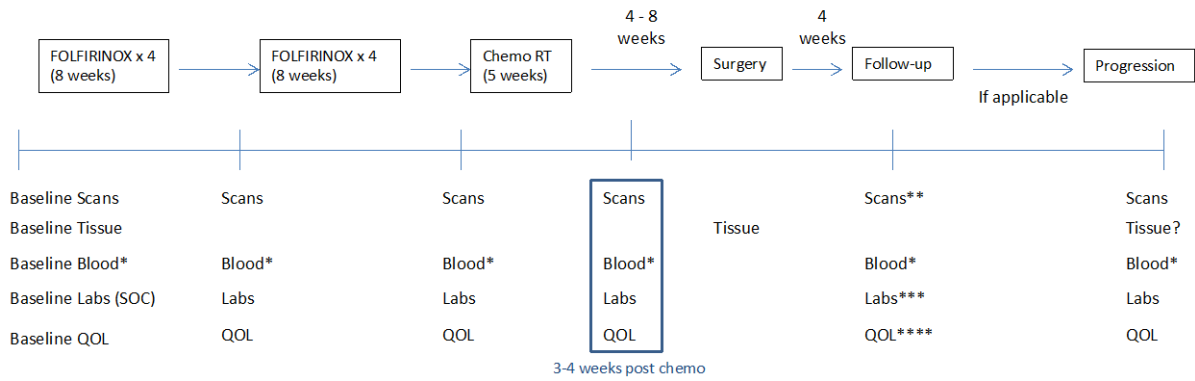 4 - 8 weeks
4 weeks
FOLFIRINOX x 4 (8 weeks)
FOLFIRINOX x 4 (8 weeks)
Chemo RT (5 weeks)
Surgery
Follow-up
Progression
If applicable
Baseline Scans Scans Scans Scans Scans** Scans
Baseline Tissue Tissue Tissue?
Baseline Blood* Blood* Blood* Blood* Blood* Blood*
Baseline Labs (SOC) Labs Labs Labs Labs*** Labs
Baseline QOL QOL QOL QOL QOL**** QOL
3-4 weeks post chemo